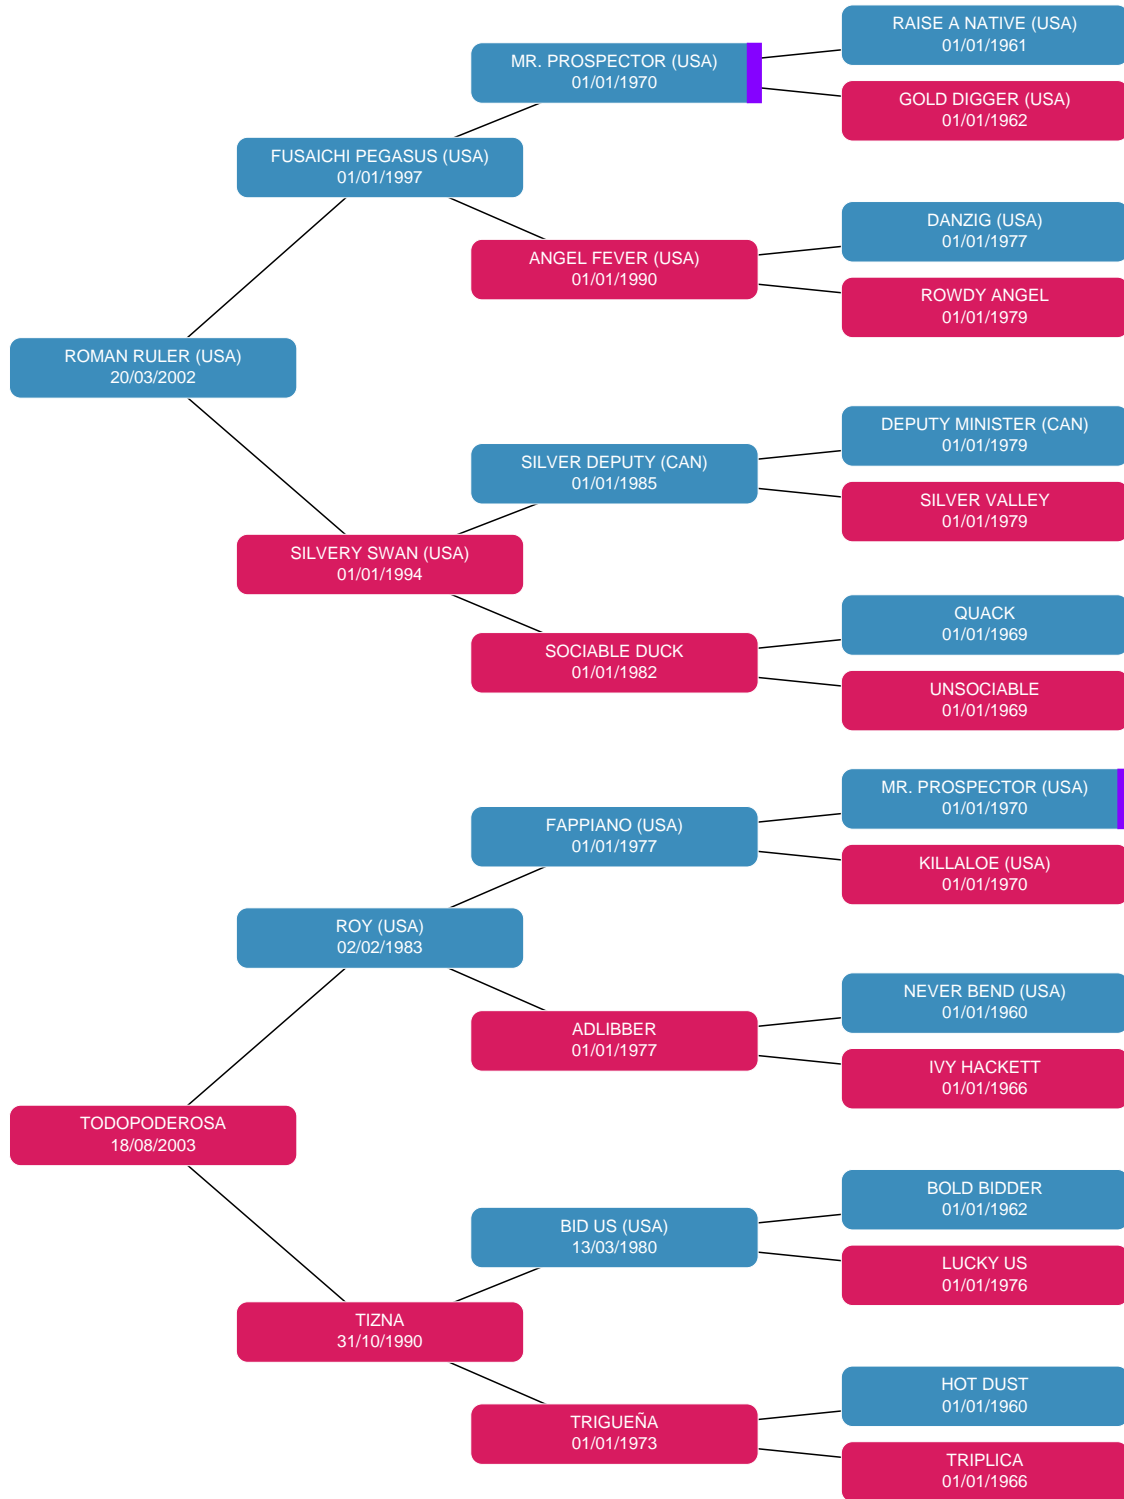 RAISE A NATIVE (USA)
01/01/1961
MR. PROSPECTOR (USA)
01/01/1970
GOLD DIGGER (USA)
01/01/1962
FUSAICHI PEGASUS (USA)
01/01/1997
DANZIG (USA)
01/01/1977
ANGEL FEVER (USA)
01/01/1990
ROWDY ANGEL
01/01/1979
ROMAN RULER (USA)
20/03/2002
DEPUTY MINISTER (CAN)
01/01/1979
SILVER DEPUTY (CAN)
01/01/1985
SILVER VALLEY
01/01/1979
SILVERY SWAN (USA)
01/01/1994
QUACK
01/01/1969
SOCIABLE DUCK
01/01/1982
UNSOCIABLE
01/01/1969
MR. PROSPECTOR (USA)
01/01/1970
FAPPIANO (USA)
01/01/1977
KILLALOE (USA)
01/01/1970
ROY (USA)
02/02/1983
NEVER BEND (USA)
01/01/1960
ADLIBBER
01/01/1977
IVY HACKETT
01/01/1966
TODOPODEROSA
18/08/2003
BOLD BIDDER
01/01/1962
BID US (USA)
13/03/1980
LUCKY US
01/01/1976
TIZNA
31/10/1990
HOT DUST
01/01/1960
TRIGUEÑA
01/01/1973
TRIPLICA
01/01/1966